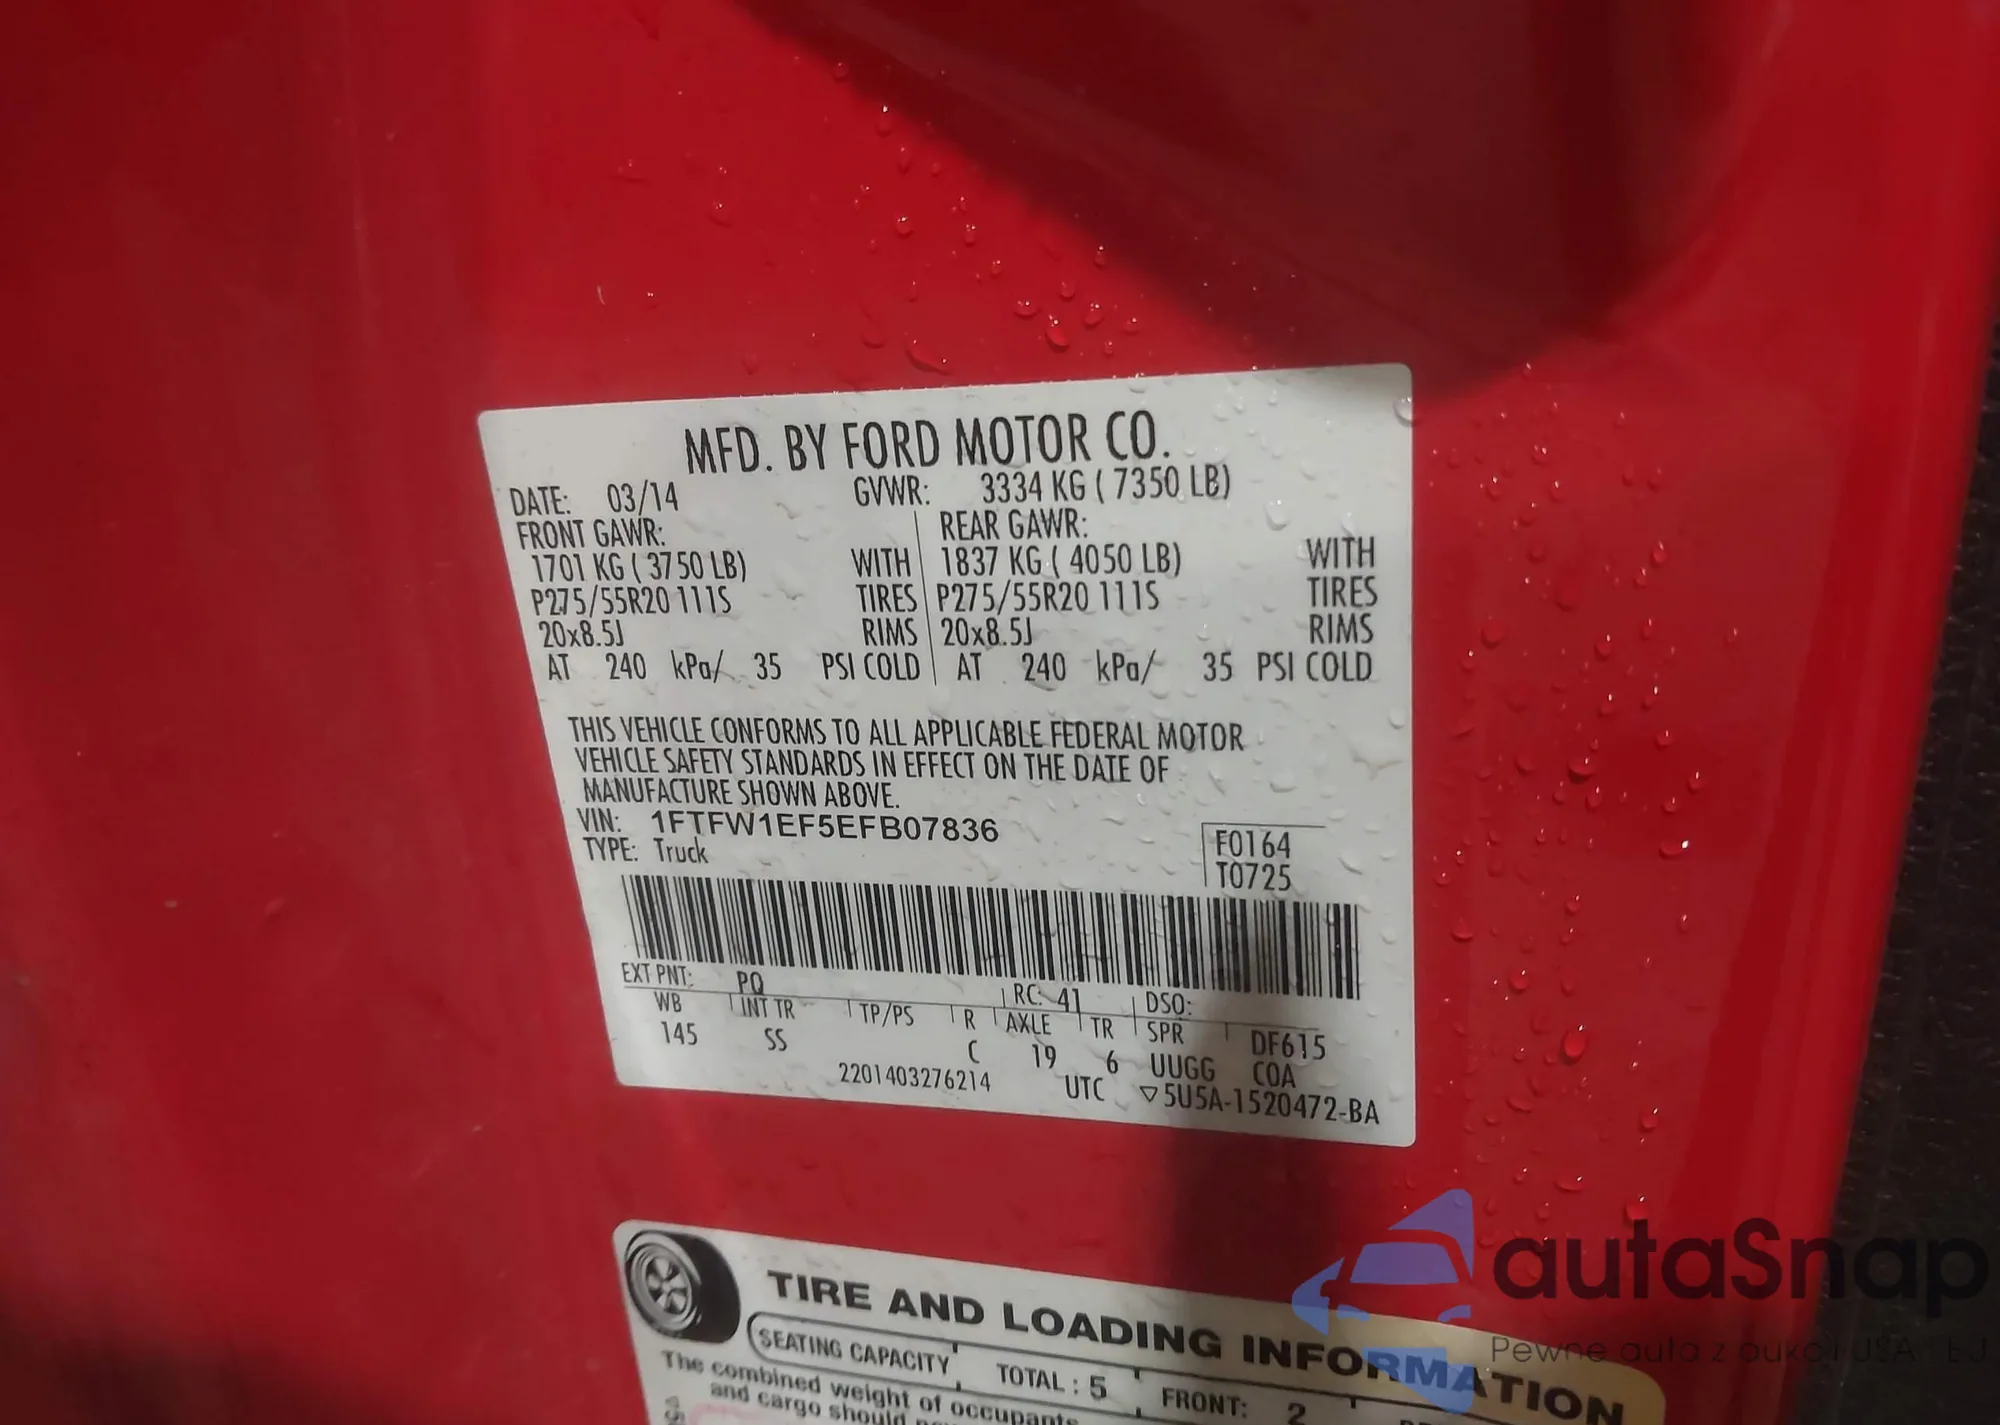 MFD. BY FORD MOTOR CO.
DATE: 03/14 GVWR: 3334 KG ( 7350 LB)
FRONT GAWR: REAR GAWR:
1701 KG ( 3750 LB) WITH 1837 KG ( 4050 LB) WITH
P275/55R20 111S TIRES P275/55R20 111S TIRES
20x8.5J RIMS 20x8.5J RIMS
AT 240 kPa/ 35 PSI COLD AT 240 kPa/ 35 PSI COLD
THIS VEHICLE CONFORMS TO ALL APPLICABLE FEDERAL MOTOR
VEHICLE SAFETY STANDARDS IN EFFECT ON THE DATE OF
MANUFACTURE SHOWN ABOVE.
VIN: 1FTFW1EF5EFB07836
TYPE: Truck
F0164
T0725
EXT PNT: PQ RC: 41 DSO:
WB INT TR TP/PS R AXLE TR SPR DF615
145 SS C 19 6 UUGG COA
2201403276214 UTC ▽5U5A-1520472-BA
TIRE AND LOADING INFORMATION
SEATING CAPACITY TOTAL : 5 FRONT: 2
The combined weight of occupants
and cargo should
autaSnap
Pewne auta z aukcji USA i EU